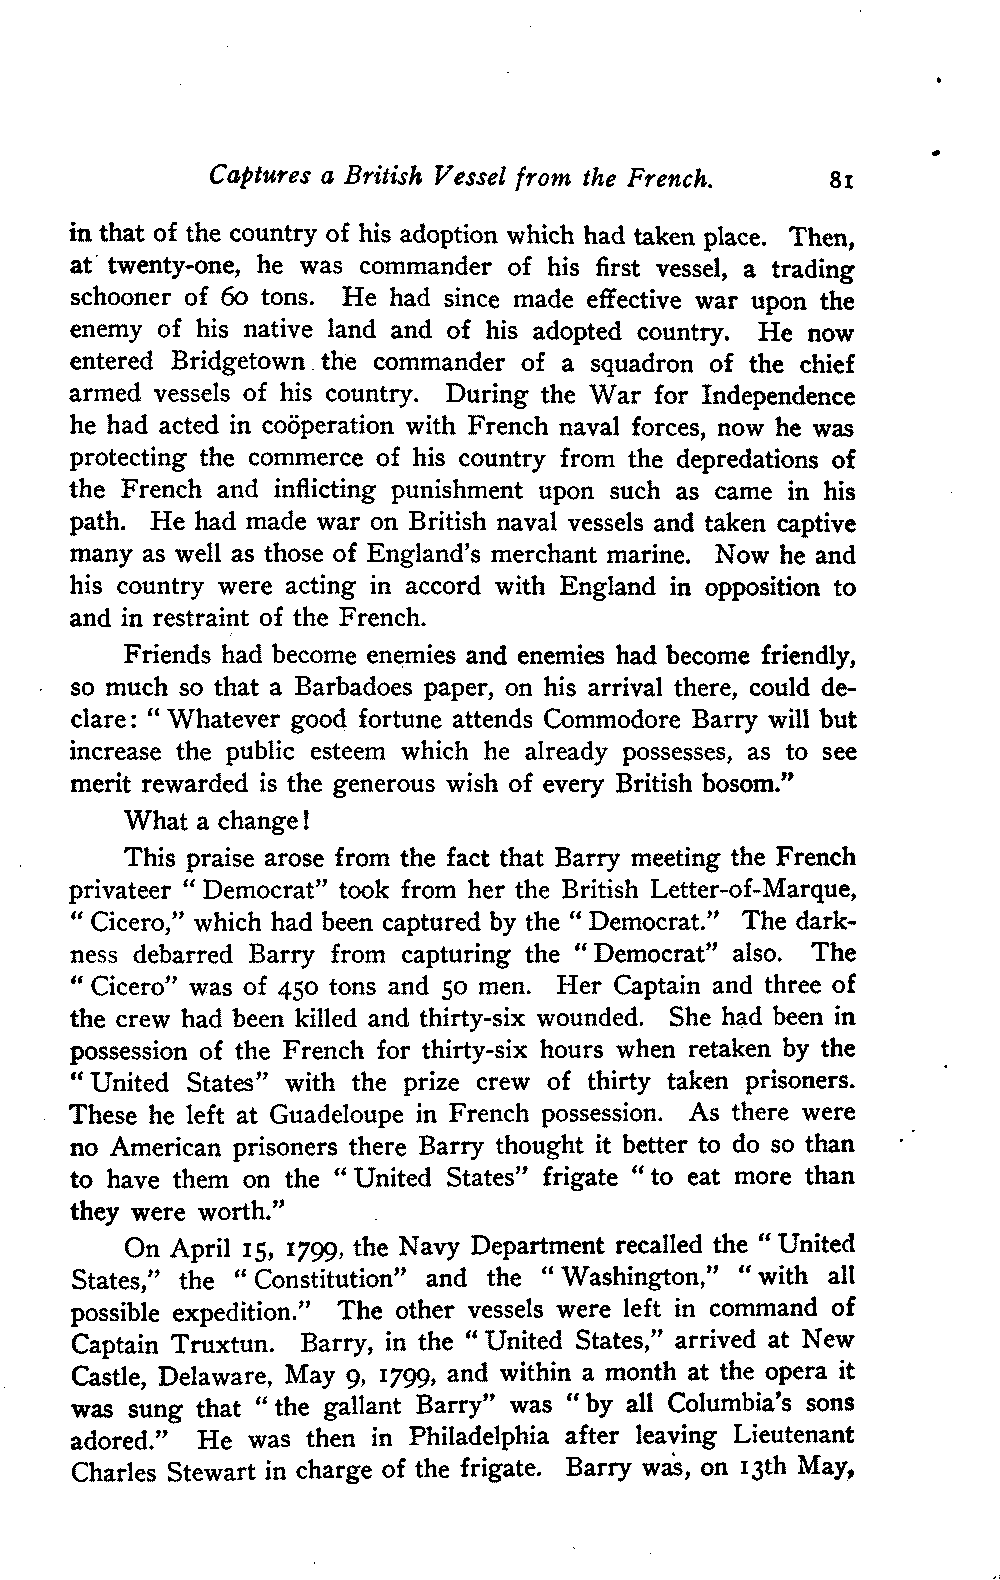 Captures a British Vessel from the French. 81
in that of the country of his adoption which had taken place. Then,
at twenty-one, he was commander of his first vessel, a trading
schooner of 60 tons. He had since made effective war upon the
enemy of his native land and of his adopted country. He now
entered Bridgetown the commander of a squadron of the chief
armed vessels of his country. During the War for Independence
he had acted in coöperation with French naval forces, now he was
protecting the commerce of his country from the depredations of
the French and inflicting punishment upon such as came in his
path. He had made war on British naval vessels and taken captive
many as well as those of England's merchant marine. Now he and
his country were acting in accord with England in opposition to
and in restraint of the French.
Friends had become enemies and enemies had become friendly,
so much so that a Barbadoes paper, on his arrival there, could de-
clare: "Whatever good fortune attends Commodore Barry will but
increase the public esteem which he already possesses, as to see
merit rewarded is the generous wish of every British bosom."
What a change!
This praise arose from the fact that Barry meeting the French
privateer "Democrat" took from her the British Letter-of-Marque,
"Cicero," which had been captured by the "Democrat." The dark-
ness debarred Barry from capturing the "Democrat" also. The
"Cicero" was of 450 tons and 50 men. Her Captain and three of
the crew had been killed and thirty-six wounded. She had been in
possession of the French for thirty-six hours when retaken by the
"United States" with the prize crew of thirty taken prisoners.
These he left at Guadeloupe in French possession. As there were
no American prisoners there Barry thought it better to do so than
to have them on the "United States" frigate "to eat more than
they were worth."
On April 15, 1799, the Navy Department recalled the "United
States," the "Constitution" and the "Washington," "with all
possible expedition." The other vessels were left in command of
Captain Truxtun. Barry, in the "United States," arrived at New
Castle, Delaware, May 9, 1799, and within a month at the opera it
was sung that "the gallant Barry" was "by all Columbia's sons
adored." He was then in Philadelphia after leaving Lieutenant
Charles Stewart in charge of the frigate. Barry was, on 13th May,